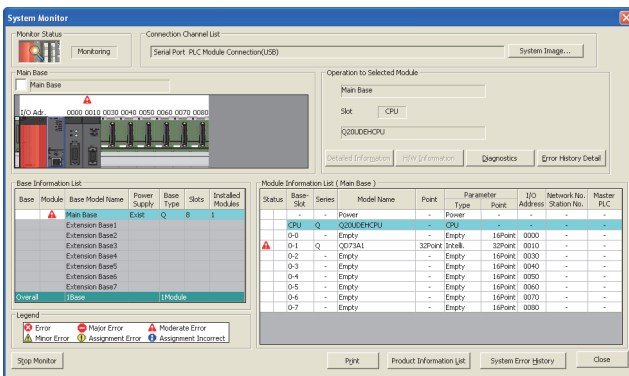 System Monitor
Monitor Status
Monitoring
Connection Channel List
Serial Port PLC Module Connection(USB)
System Image...
Main Base
Main Base
I/O Adr. 0000 0010 0030 0040 0050 0060 0070 0080
Operation to Selected Module
Main Base
Slot CPU
Q20UDEHCPU
Detailed Information H/W Information Diagnostics Error History Detail
Base Information List
Base Module Base Model Name Power Supply Base Type Slots Installed Modules
Main Base Exist Q 8 1
Extension Base1
Extension Base2
Extension Base3
Extension Base4
Extension Base5
Extension Base6
Extension Base7
Overall 1Base 1Module
Legend
Error Major Error Moderate Error
Minor Error Assignment Error Assignment Incorrect
Module Information List ( Main Base )
Status Base-Slot Series Model Name Point Parameter Type Point I/O Address Network No. Station No. Master PLC
- - Power - Power - - - -
CPU Q Q20UDEHCPU - CPU - - - -
0-0 - Empty - Empty 16Point 0000 - -
0-1 Q QD73A1 32Point Intelli. 32Point 0010 - -
0-2 - Empty - Empty 16Point 0030 - -
0-3 - Empty - Empty 16Point 0040 - -
0-4 - Empty - Empty 16Point 0050 - -
0-5 - Empty - Empty 16Point 0060 - -
0-6 - Empty - Empty 16Point 0070 - -
0-7 - Empty - Empty 16Point 0080 - -
Stop Monitor Print Product Information List System Error History Close